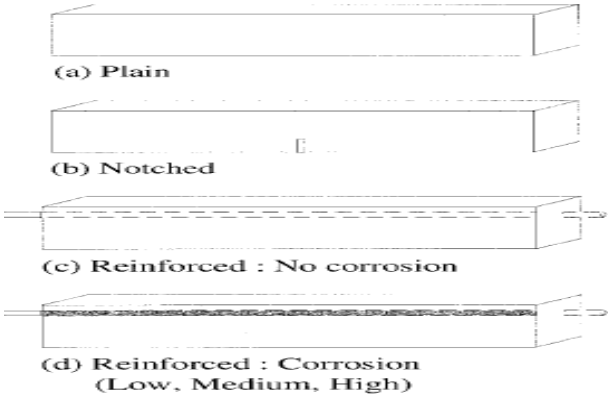 (a) Plain
(b) Notched
(c) Reinforced : No corrosion
(d) Reinforced : Corrosion
(Low, Medium, High)